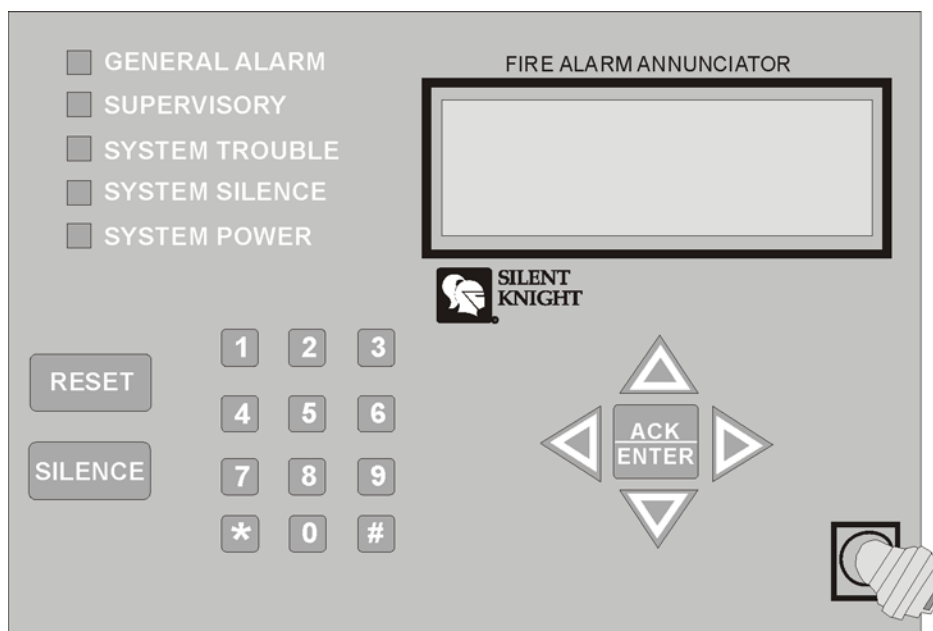 GENERAL ALARM
SUPERVISORY
SYSTEM TROUBLE
SYSTEM SILENCE
SYSTEM POWER
FIRE ALARM ANNUNCIATOR
SILENT
KNIGHT
RESET
SILENCE
1 2 3
4 5 6
7 8 9
* 0 #
ACK
ENTER